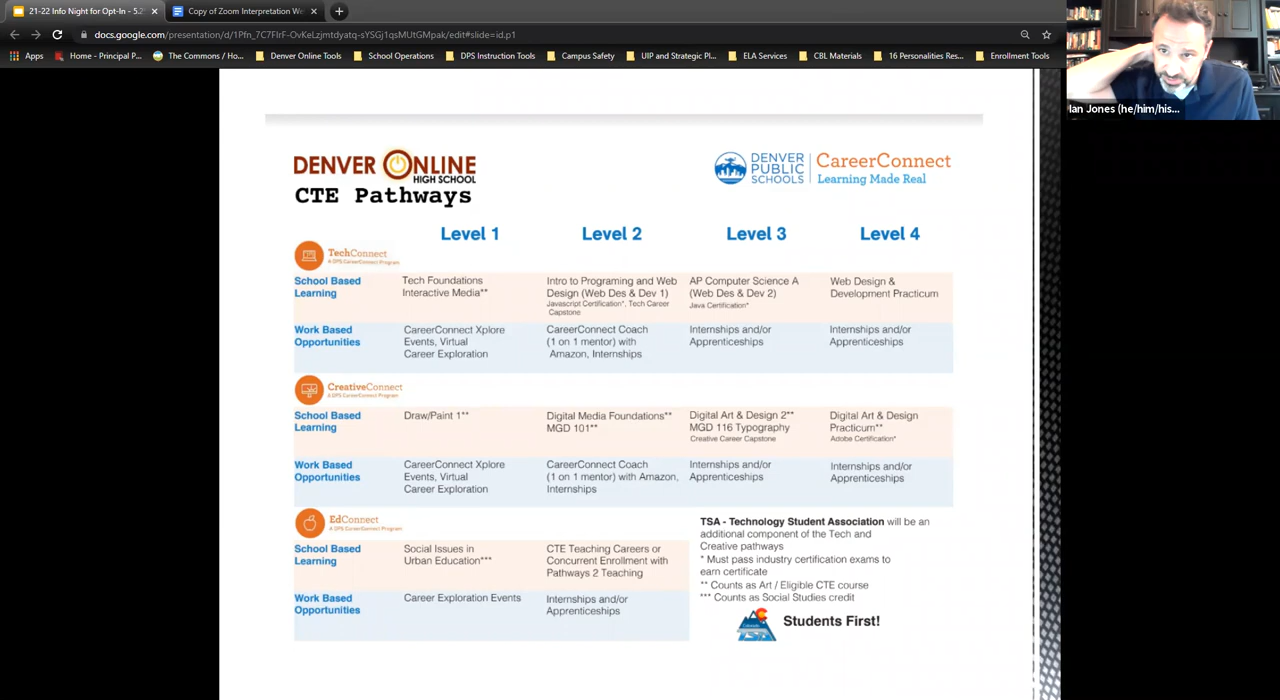 21-22 Info Night for Opt-In - 5.2
Copy of Zoom Interpretation We
docs.google.com/presentation/d/1Pfn_7C7FIrF-OvKeLzjmtdyatq-sYSGj1qsMUtGMpak/edit#slide=id.p1
Apps Home - Principal P... The Commons / Ho... Denver Online Tools School Operations DPS Instruction Tools Campus Safety UIP and Strategic Pl... ELA Services CBL Materials 16 Personalities Res... Enrollment Tools
Ian Jones (he/him/his...
DENVER ONLINE
HIGH SCHOOL
CTE Pathways
DENVER
PUBLIC
SCHOOLS
CareerConnect
Learning Made Real
Level 1 Level 2 Level 3 Level 4
TechConnect
A DPS CareerConnect Program
School Based
Learning
Tech Foundations
Interactive Media**
Intro to Programing and Web
Design (Web Des & Dev 1)
Javascript Certification*, Tech Career
Capstone
AP Computer Science A
(Web Des & Dev 2)
Java Certification*
Web Design &
Development Practicum
Work Based
Opportunities
CareerConnect Xplore
Events, Virtual
Career Exploration
CareerConnect Coach
(1 on 1 mentor) with
Amazon, Internships
Internships and/or
Apprenticeships
Internships and/or
Apprenticeships
CreativeConnect
A DPS CareerConnect Program
School Based
Learning
Draw/Paint 1**
Digital Media Foundations**
MGD 101**
Digital Art & Design 2**
MGD 116 Typography
Creative Career Capstone
Digital Art & Design
Practicum**
Adobe Certification*
Work Based
Opportunities
CareerConnect Xplore
Events, Virtual
Career Exploration
CareerConnect Coach
(1 on 1 mentor) with Amazon,
Internships
Internships and/or
Apprenticeships
Internships and/or
Apprenticeships
EdConnect
A DPS CareerConnect Program
School Based
Learning
Social Issues in
Urban Education***
CTE Teaching Careers or
Concurrent Enrollment with
Pathways 2 Teaching
Work Based
Opportunities
Career Exploration Events
Internships and/or
Apprenticeships
TSA - Technology Student Association will be an
additional component of the Tech and
Creative pathways
* Must pass industry certification exams to
earn certificate
** Counts as Art / Eligible CTE course
*** Counts as Social Studies credit
Colorado
TSA
Students First!